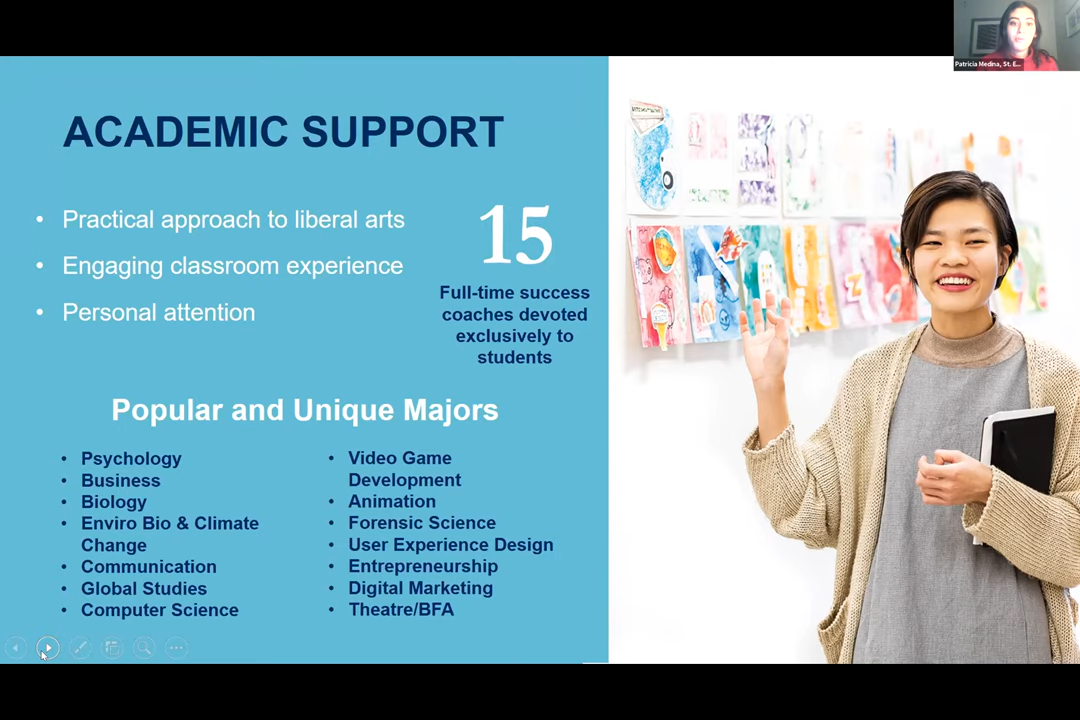 Patricia Medina, St. E...
ACADEMIC SUPPORT
• Practical approach to liberal arts
• Engaging classroom experience
• Personal attention
15
Full-time success
coaches devoted
exclusively to
students
Popular and Unique Majors
• Psychology
• Business
• Biology
• Enviro Bio & Climate
Change
• Communication
• Global Studies
• Computer Science
• Video Game
Development
• Animation
• Forensic Science
• User Experience Design
• Entrepreneurship
• Digital Marketing
• Theatre/BFA